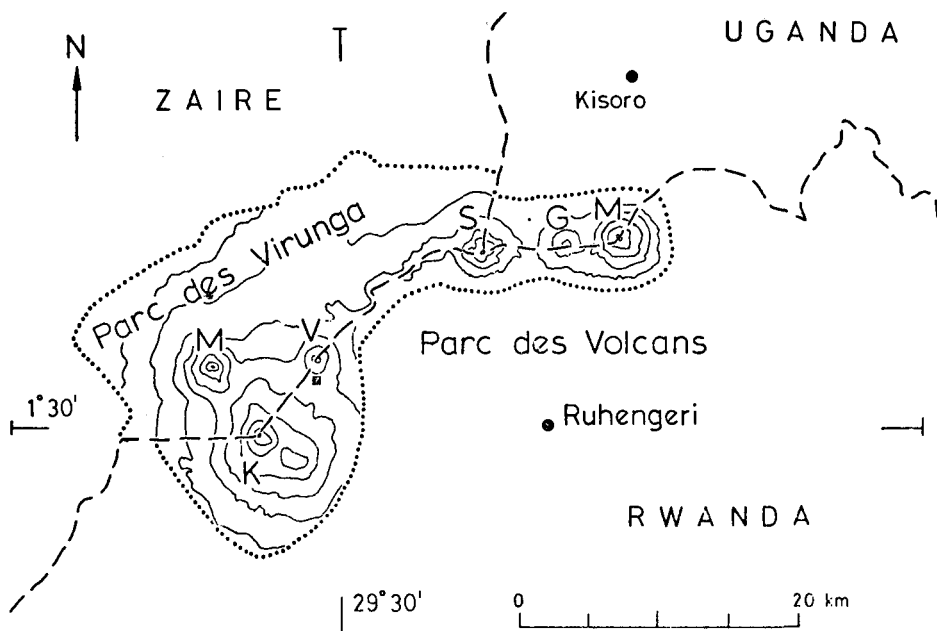 N
T
UGANDA
ZAIRE
Kisoro
S
G
M
Parc des Virunga
M
V
Parc des Volcans
1°30'
Ruhengeri
K
RWANDA
29°30'
0
20 km